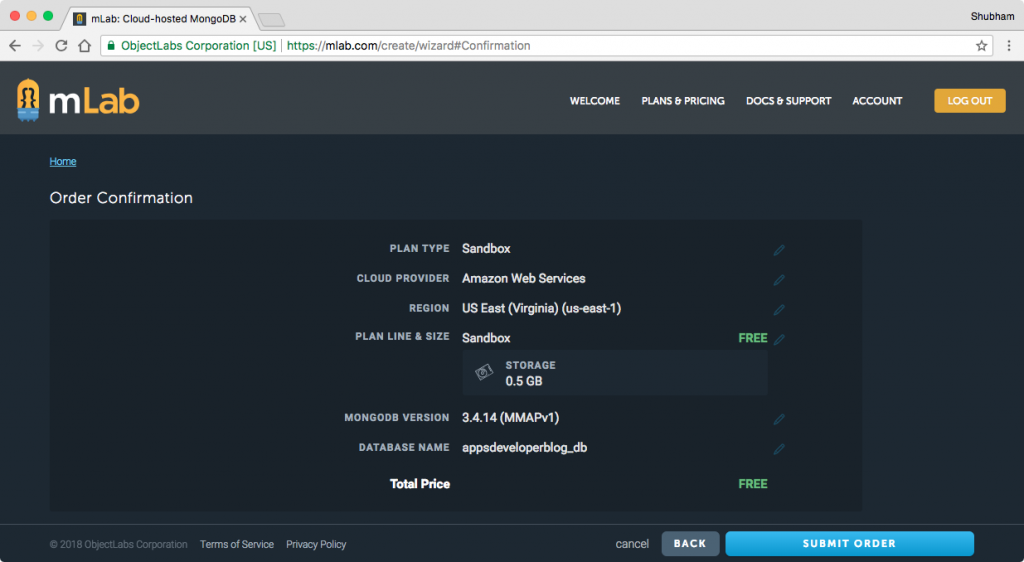 mLab: Cloud-hosted MongoDB
Shubham
ObjectLabs Corporation [US] https://mlab.com/create/wizard#Confirmation
mLab
WELCOME PLANS & PRICING DOCS & SUPPORT ACCOUNT LOG OUT
Home
Order Confirmation
PLAN TYPE Sandbox
CLOUD PROVIDER Amazon Web Services
REGION US East (Virginia) (us-east-1)
PLAN LINE & SIZE Sandbox FREE
STORAGE
0.5 GB
MONGODB VERSION 3.4.14 (MMAPv1)
DATABASE NAME appsdeveloperblog_db
Total Price FREE
© 2018 ObjectLabs Corporation Terms of Service Privacy Policy cancel BACK SUBMIT ORDER